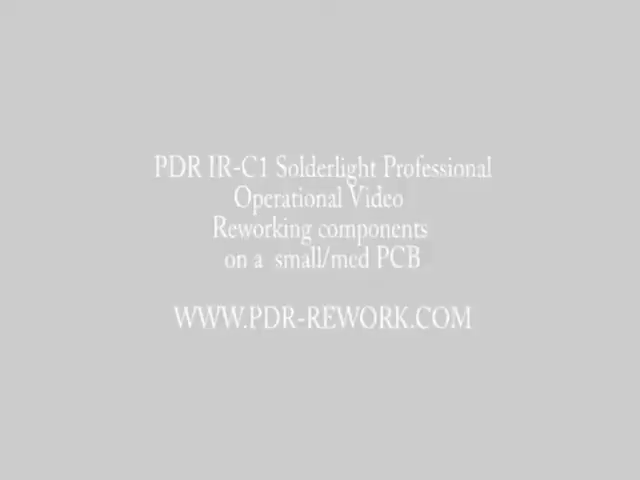 PDR IR-C1 Solderlight Professional
Operational Video
Reworking components
on a small/med PCB
WWW.PDR-REWORK.COM